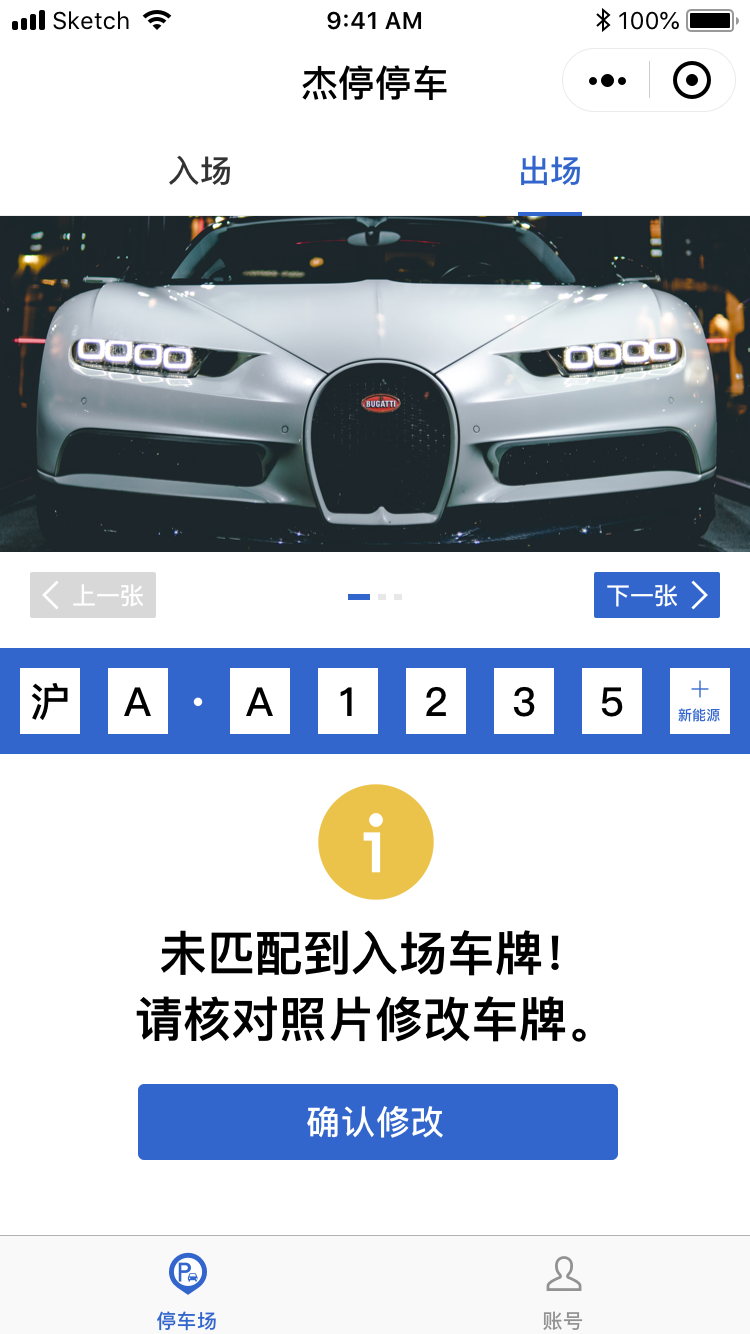 Sketch 9:41 AM 100%
杰停停车
入场 出场
BUGATTI
上一张 下一张
沪 A · A 1 2 3 5 新能源
未匹配到入场车牌！
请核对照片修改车牌。
确认修改
P
停车场 账号